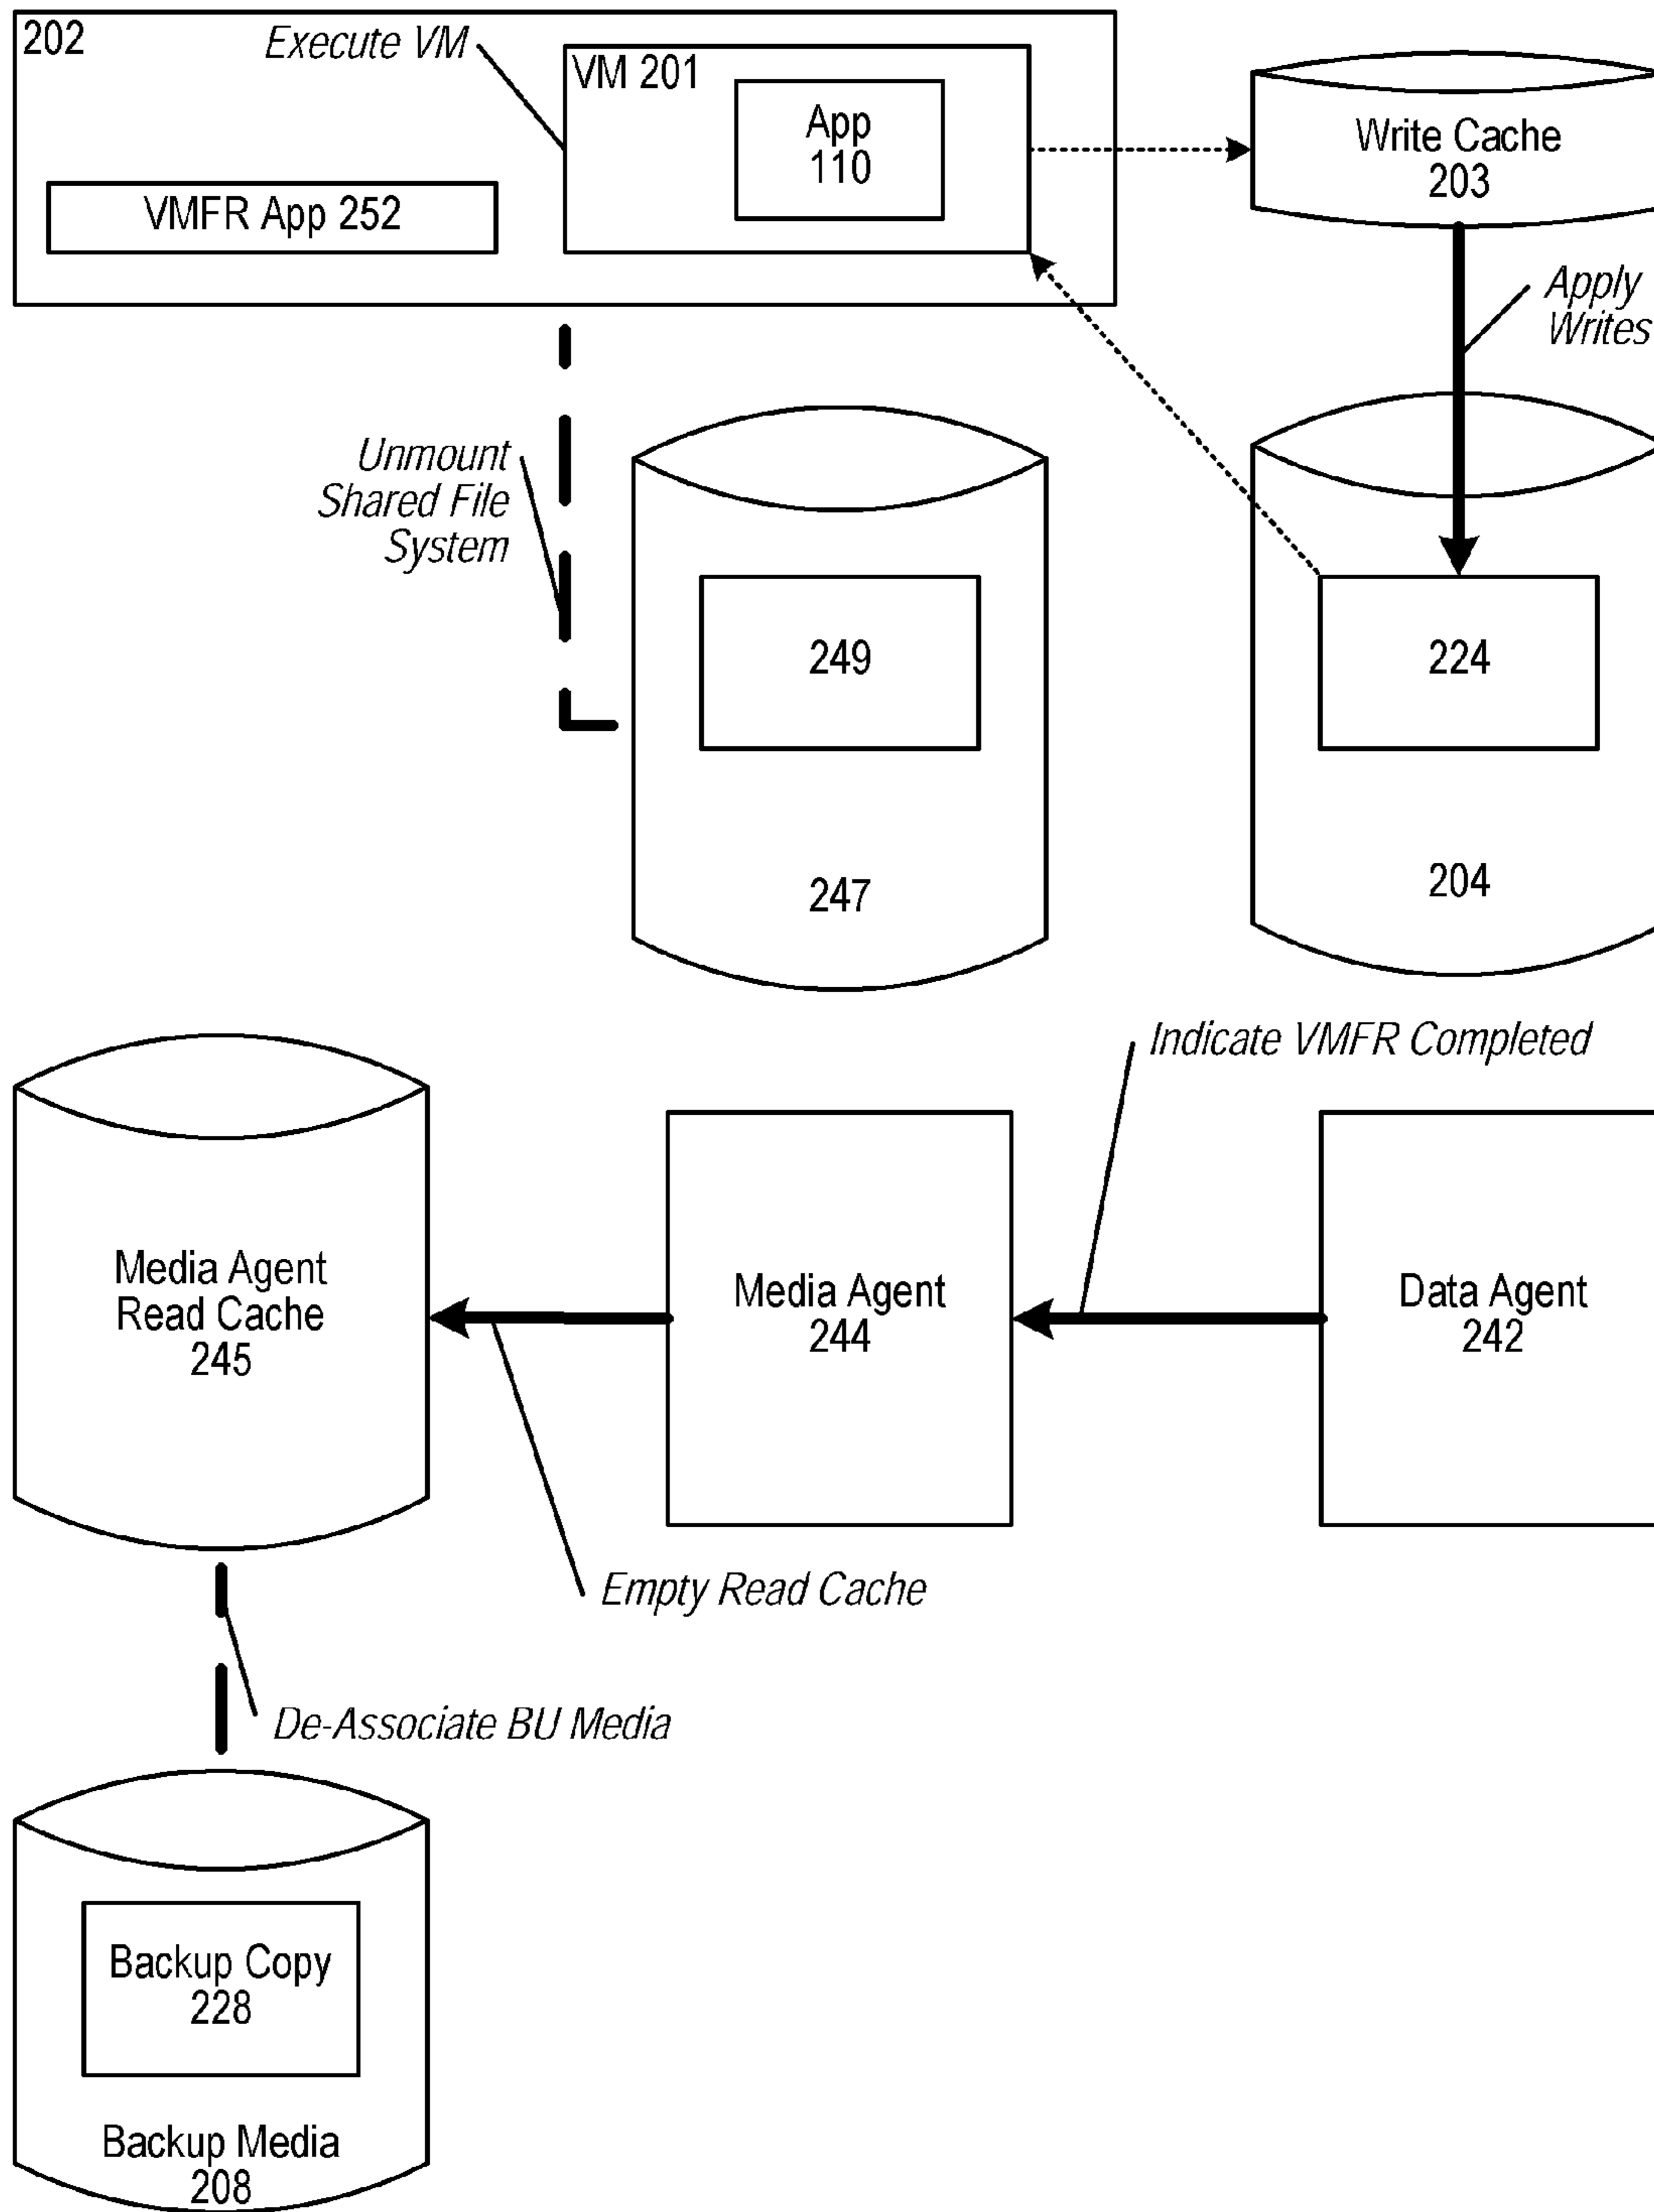 202
Execute VM
VM 201
App
110
VMFR App 252
Write Cache
203
Apply
Writes
Unmount
Shared File
System
249
247
224
204
Indicate VMFR Completed
Media Agent
Read Cache
245
Media Agent
244
Data Agent
242
Empty Read Cache
De-Associate BU Media
Backup Copy
228
Backup Media
208